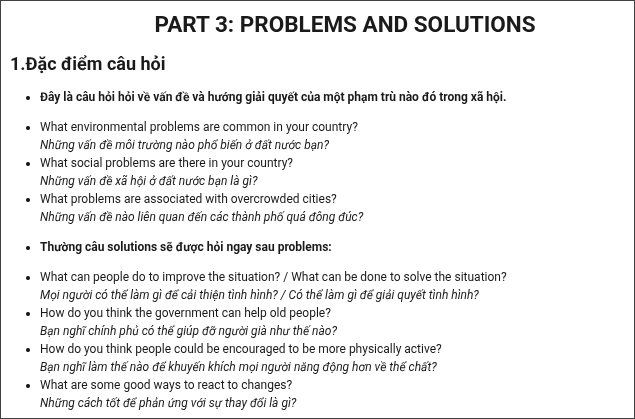 PART 3: PROBLEMS AND SOLUTIONS
1.Đặc điểm câu hỏi
• Đây là câu hỏi hỏi về vấn đề và hướng giải quyết của một phạm trù nào đó trong xã hội.
• What environmental problems are common in your country?
Những vấn đề môi trường nào phổ biến ở đất nước bạn?
• What social problems are there in your country?
Những vấn đề xã hội ở đất nước bạn là gì?
• What problems are associated with overcrowded cities?
Những vấn đề nào liên quan đến các thành phố quá đông đúc?
• Thường câu solutions sẽ được hỏi ngay sau problems:
• What can people do to improve the situation? / What can be done to solve the situation?
Mọi người có thể làm gì để cải thiện tình hình? / Có thể làm gì để giải quyết tình hình?
• How do you think the government can help old people?
Bạn nghĩ chính phủ có thể giúp đỡ người già như thế nào?
• How do you think people could be encouraged to be more physically active?
Bạn nghĩ làm thế nào để khuyến khích mọi người năng động hơn về thể chất?
• What are some good ways to react to changes?
Những cách tốt để phản ứng với sự thay đổi là gì?